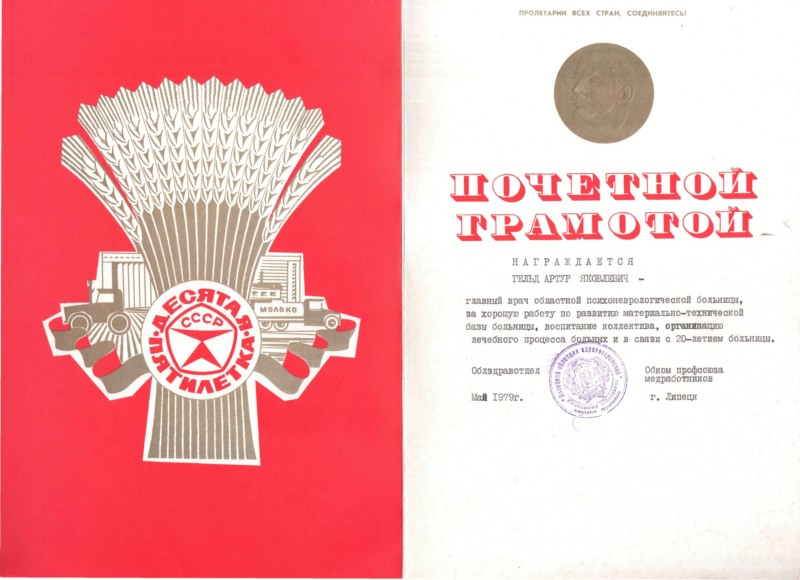 ДЕСЯТАЯ
СССР
ПЯТИЛЕТКА
МОЛОКО
ПРОЛЕТАРИИ ВСЕХ СТРАН, СОЕДИНЯЙТЕСЬ!
ПОЧЕТНОЙ
ГРАМОТОЙ
НАГРАЖДАЕТСЯ
ГЕЛЬД АРТУР ЯКОВЛЕВИЧ –
главный врач областной психоневрологической больницы,
за хорошую работу по развитию материально-технической
базы больницы, воспитание коллектива, организацию
лечебного процесса больных и в связи с 20-летием больницы.
Облздравотдел
Обком профсоюза
медработников
Май 1979г.
г. Липецк